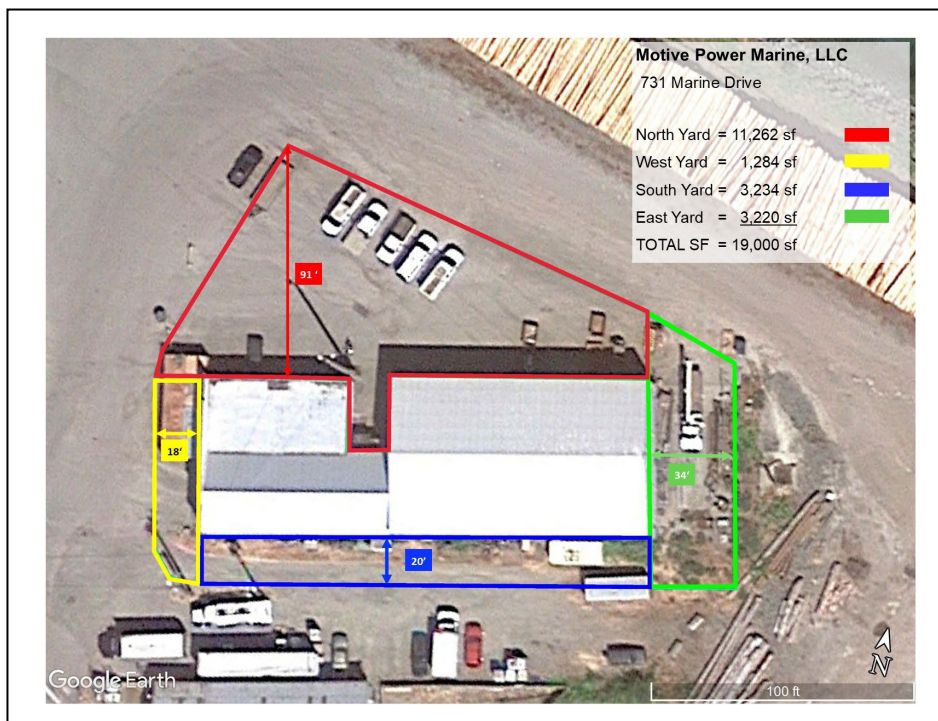 Motive Power Marine, LLC
731 Marine Drive
North Yard = 11,262 sf
West Yard = 1,284 sf
South Yard = 3,234 sf
East Yard = 3,220 sf
TOTAL SF = 19,000 sf
91 ‘
18’
34’
20’
N
Google Earth
100 ft